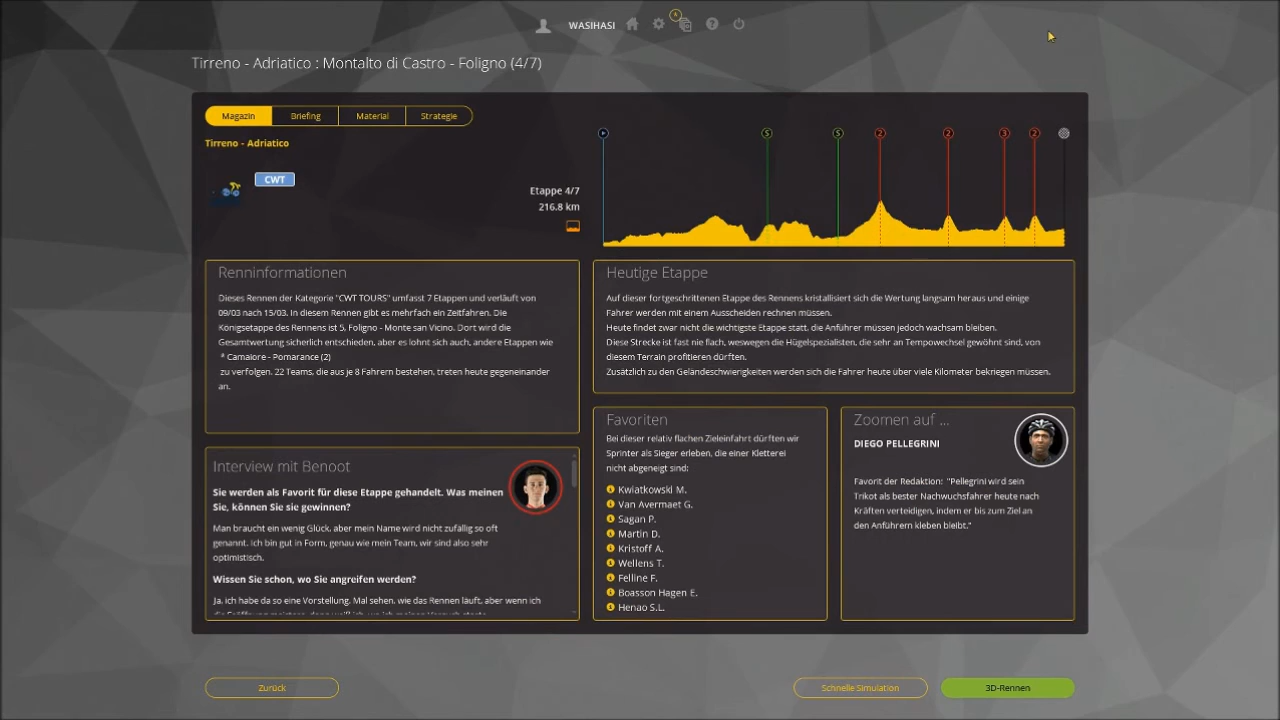 WASIHASI
Tirreno - Adriatico : Montalto di Castro - Foligno (4/7)
Magazin
Briefing
Material
Strategie
Tirreno - Adriatico
CWT
Etappe 4/7
216.8 km
S
S
2
2
3
2
Renninformationen
Dieses Rennen der Kategorie "CWT TOURS" umfasst 7 Etappen und verläuft von
09/03 nach 15/03. In diesem Rennen gibt es mehrfach ein Zeitfahren. Die
Königsetappe des Rennens ist 5, Foligno - Monte san Vicino. Dort wird die
Gesamtwertung sicherlich entschieden, aber es lohnt sich auch, andere Etappen wie
* Camaiore - Pomarance (2)
zu verfolgen. 22 Teams, die aus je 8 Fahrern bestehen, treten heute gegeneinander
an.
Heutige Etappe
Auf dieser fortgeschrittenen Etappe des Rennens kristallisiert sich die Wertung langsam heraus und einige
Fahrer werden mit einem Ausscheiden rechnen müssen.
Heute findet zwar nicht die wichtigste Etappe statt, die Anführer müssen jedoch wachsam bleiben.
Diese Strecke ist fast nie flach, weswegen die Hügelspezialisten, die sehr an Tempowechsel gewöhnt sind, von
diesem Terrain profitieren dürften.
Zusätzlich zu den Geländeschwierigkeiten werden sich die Fahrer heute über viele Kilometer bekriegen müssen.
Interview mit Benoot
Sie werden als Favorit für diese Etappe gehandelt. Was meinen
Sie, können Sie sie gewinnen?
Man braucht ein wenig Glück, aber mein Name wird nicht zufällig so oft
genannt. Ich bin gut in Form, genau wie mein Team, wir sind also sehr
optimistisch.
Wissen Sie schon, wo Sie angreifen werden?
Ja, ich habe da so eine Vorstellung. Mal sehen, wie das Rennen läuft, aber wenn ich
Favoriten
Bei dieser relativ flachen Zieleinfahrt dürften wir
Sprinter als Sieger erleben, die einer Kletterei
nicht abgeneigt sind:
Kwiatkowski M.
Van Avermaet G.
Sagan P.
Martin D.
Kristoff A.
Wellens T.
Felline F.
Boasson Hagen E.
Henao S.L.
Zoomen auf ...
DIEGO PELLEGRINI
Favorit der Redaktion: "Pellegrini wird sein
Trikot als bester Nachwuchsfahrer heute nach
Kräften verteidigen, indem er bis zum Ziel an
den Anführern kleben bleibt."
Zurück
Schnelle Simulation
3D-Rennen